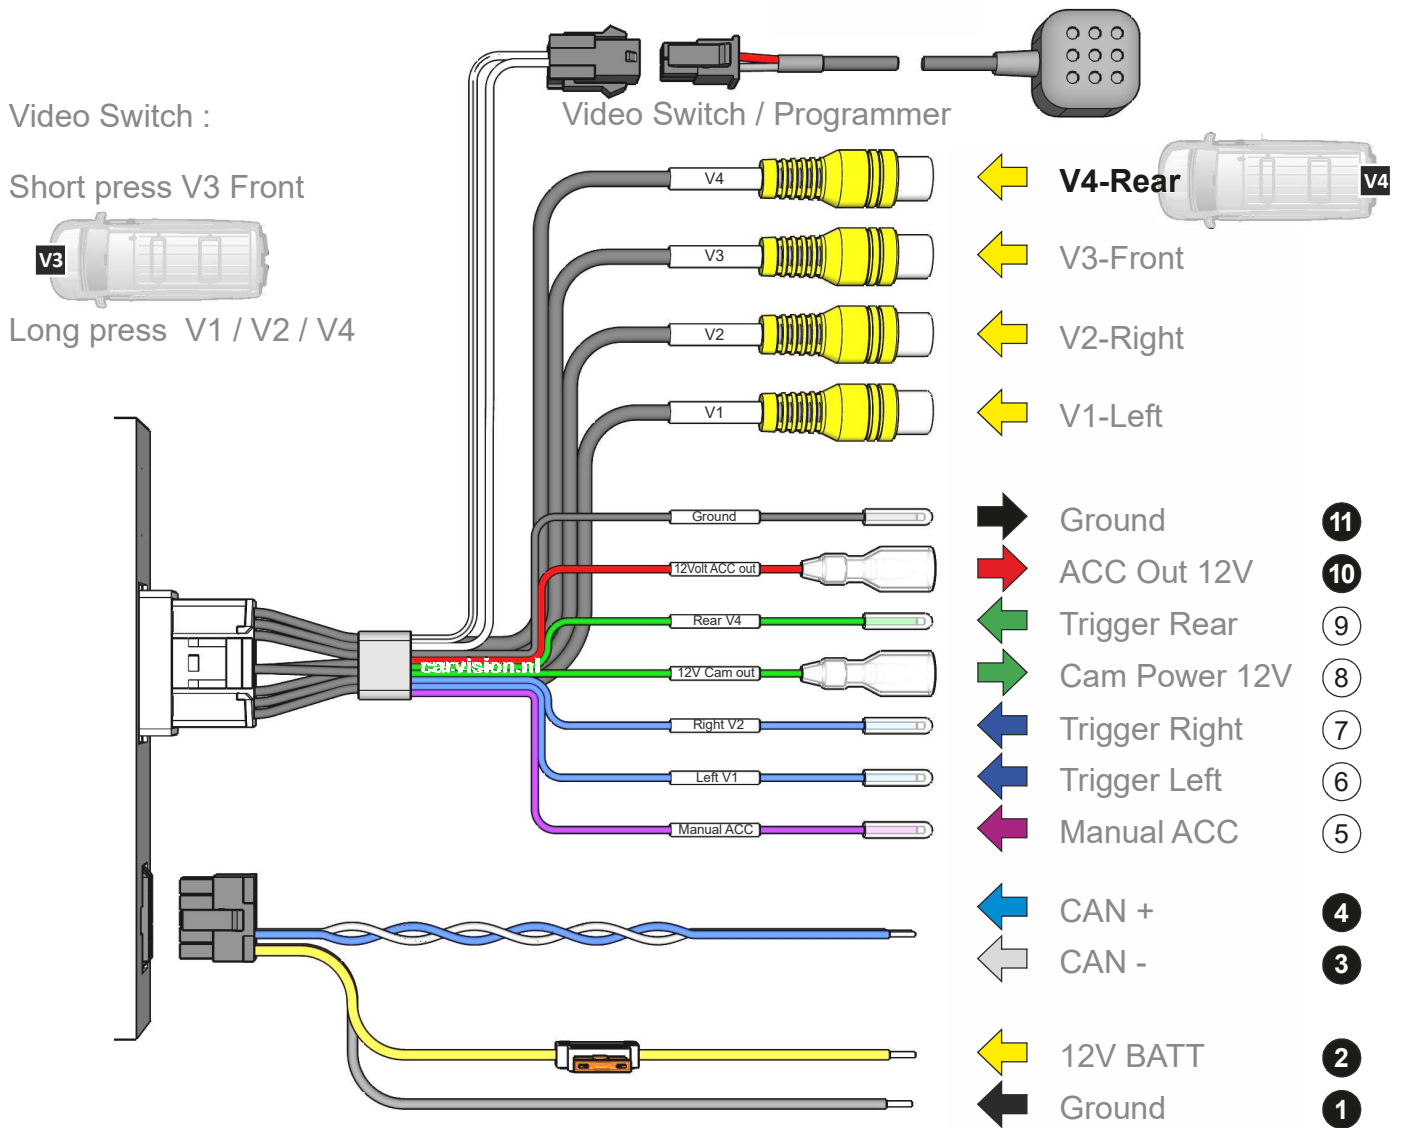 Video Switch :
Video Switch / Programmer
Short press V3 Front
V3
Long press V1 / V2 / V4
V4
V4-Rear
V4
V3
V3-Front
V2
V2-Right
V1
V1-Left
Ground
Ground
11
12Volt ACC out
ACC Out 12V
10
Rear V4
Trigger Rear
9
carvision.nl
12V Cam out
Cam Power 12V
8
Right V2
Trigger Right
7
Left V1
Trigger Left
6
Manual ACC
Manual ACC
5
CAN +
4
CAN -
3
12V BATT
2
Ground
1